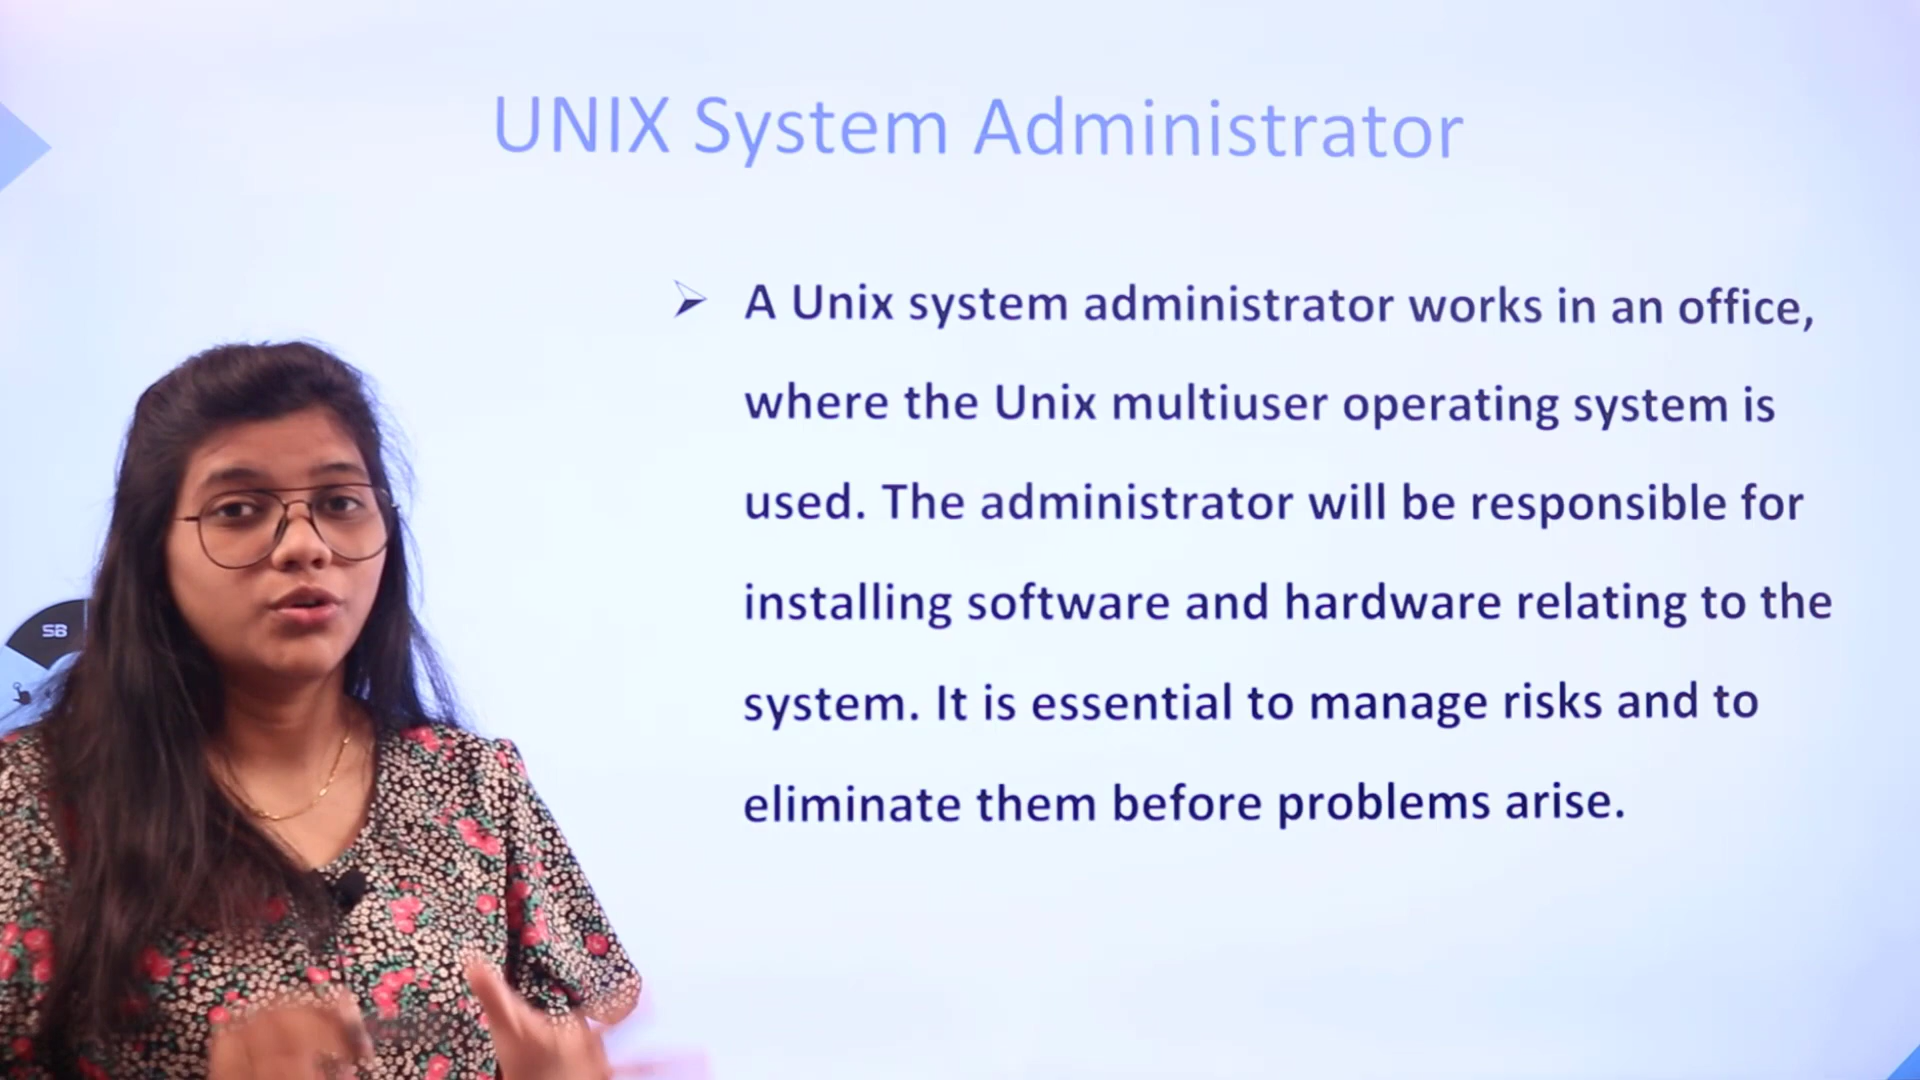 UNIX System Administrator
➢ A Unix system administrator works in an office,
where the Unix multiuser operating system is
used. The administrator will be responsible for
installing software and hardware relating to the
system. It is essential to manage risks and to
eliminate them before problems arise.
SB